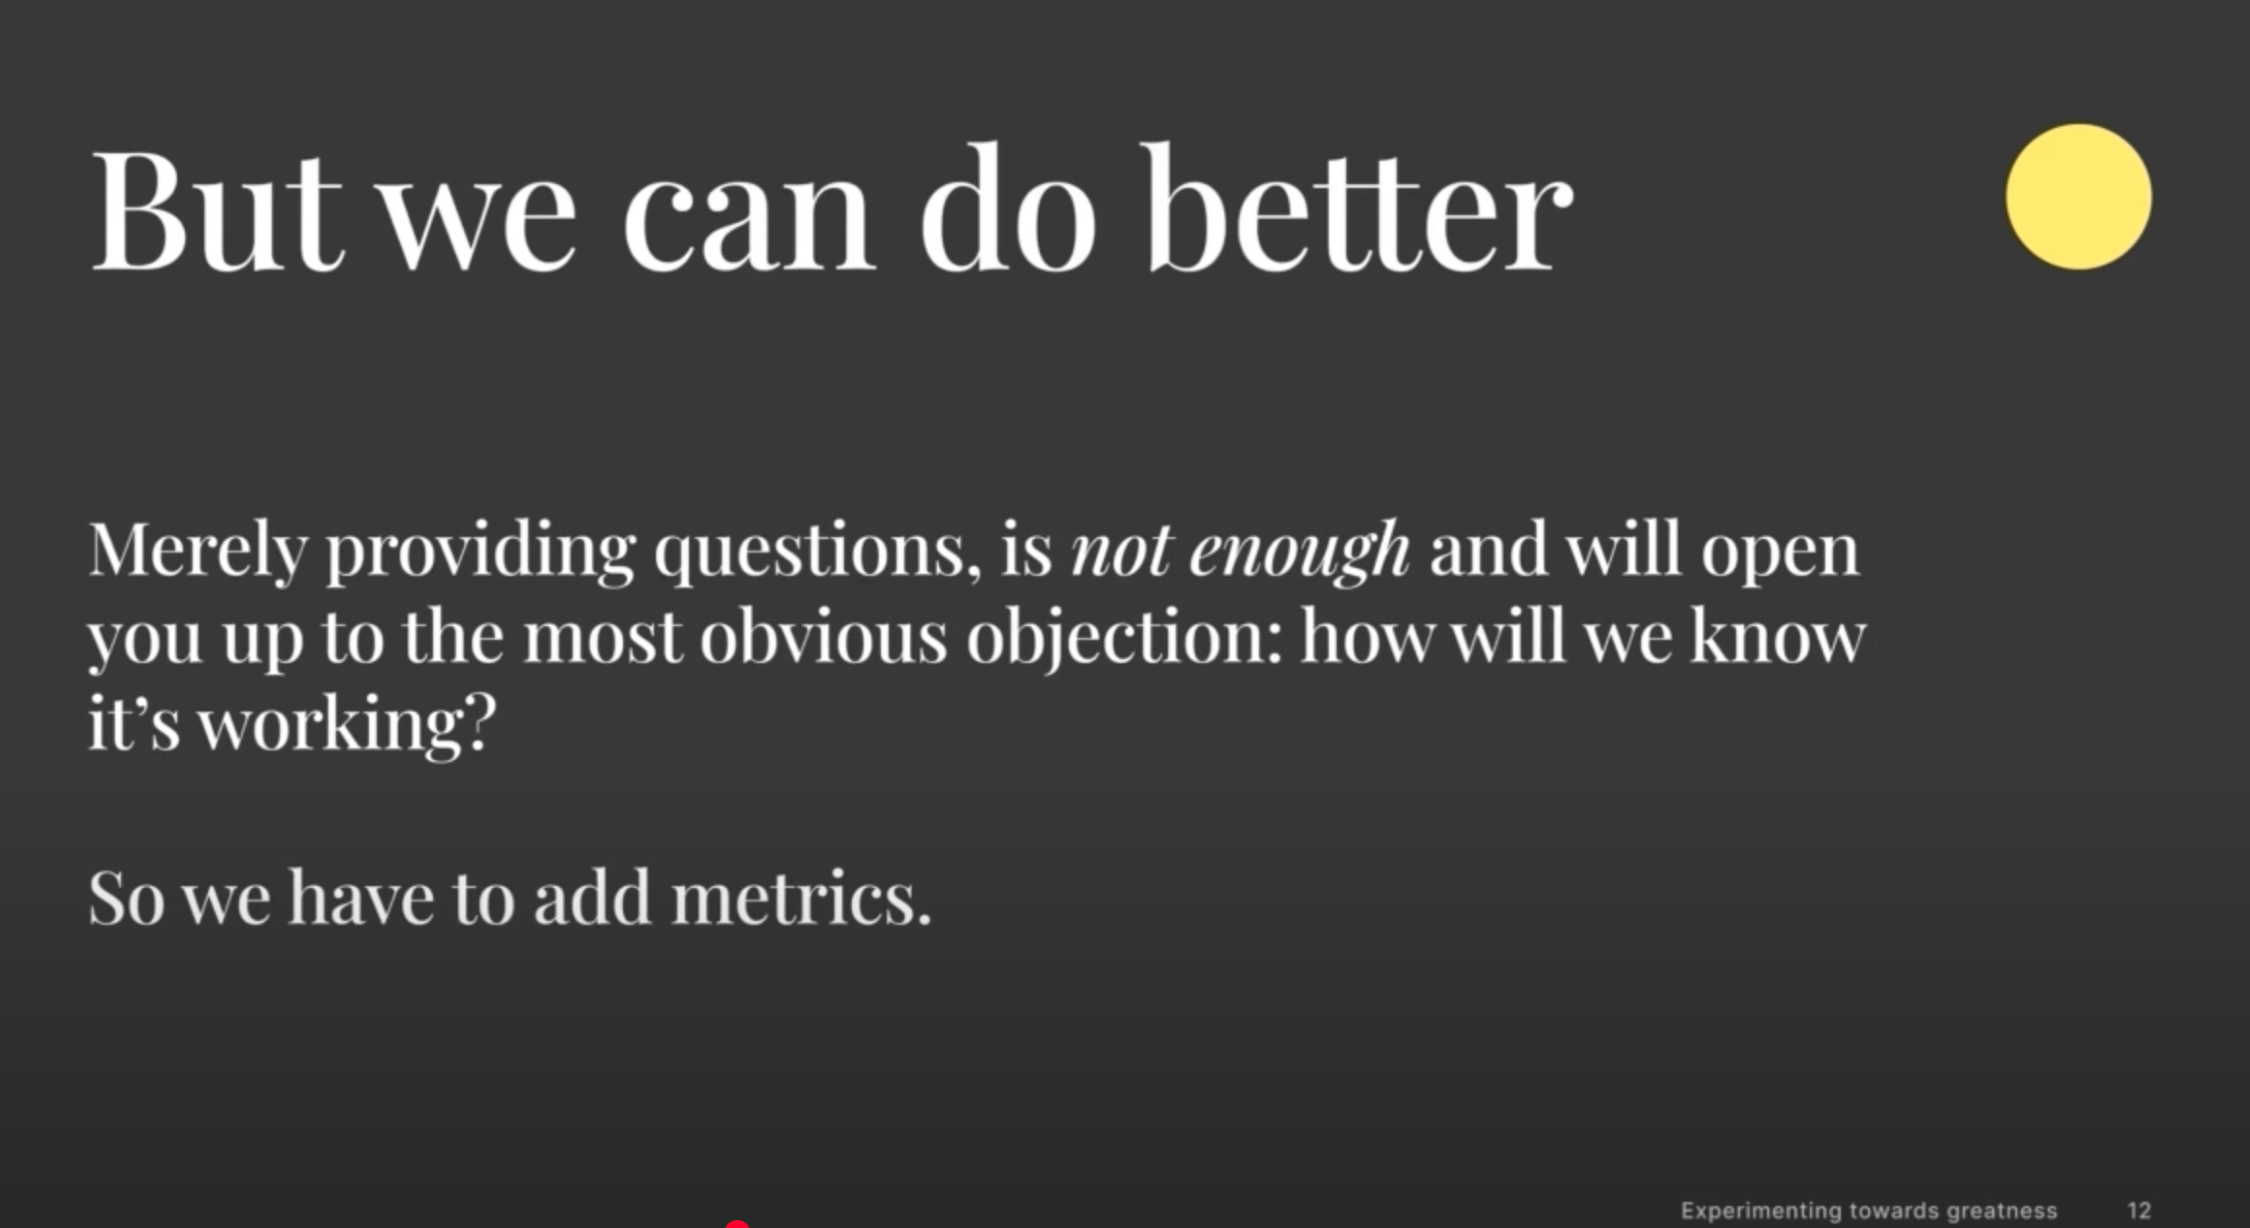 But we can do better
Merely providing questions, is not enough and will open
you up to the most obvious objection: how will we know
it’s working?
So we have to add metrics.
Experimenting towards greatness 12